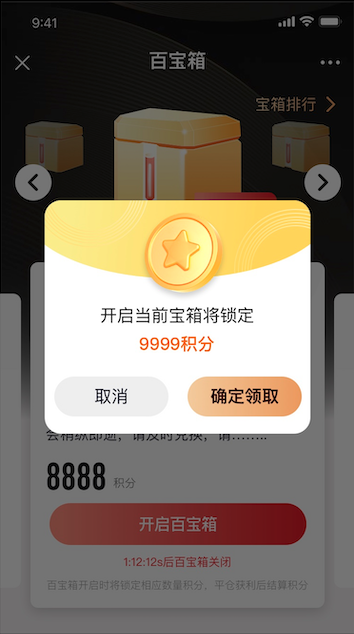 9:41
百宝箱
宝箱排行
开启当前宝箱将锁定
9999积分
取消
确定领取
会稍纵即逝，请及时兑换，请……..
8888 积分
开启百宝箱
1:12:12s后百宝箱关闭
百宝箱开启时将锁定相应数量积分，平仓获利后结算积分